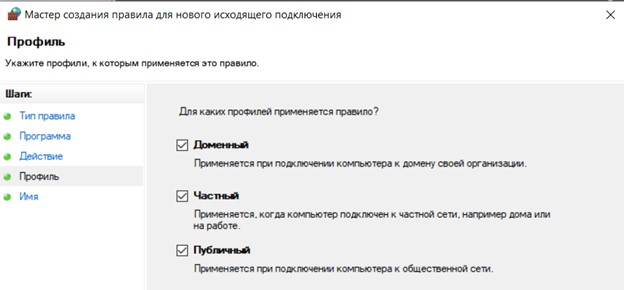 Мастер создания правила для нового исходящего подключения
Профиль
Укажите профили, к которым применяется это правило.
Шаги:
Тип правила
Программа
Действие
Профиль
Имя
Для каких профилей применяется правило?
Доменный
Применяется при подключении компьютера к домену своей организации.
Частный
Применяется, когда компьютер подключен к частной сети, например дома или
на работе.
Публичный
Применяется при подключении компьютера к общественной сети.